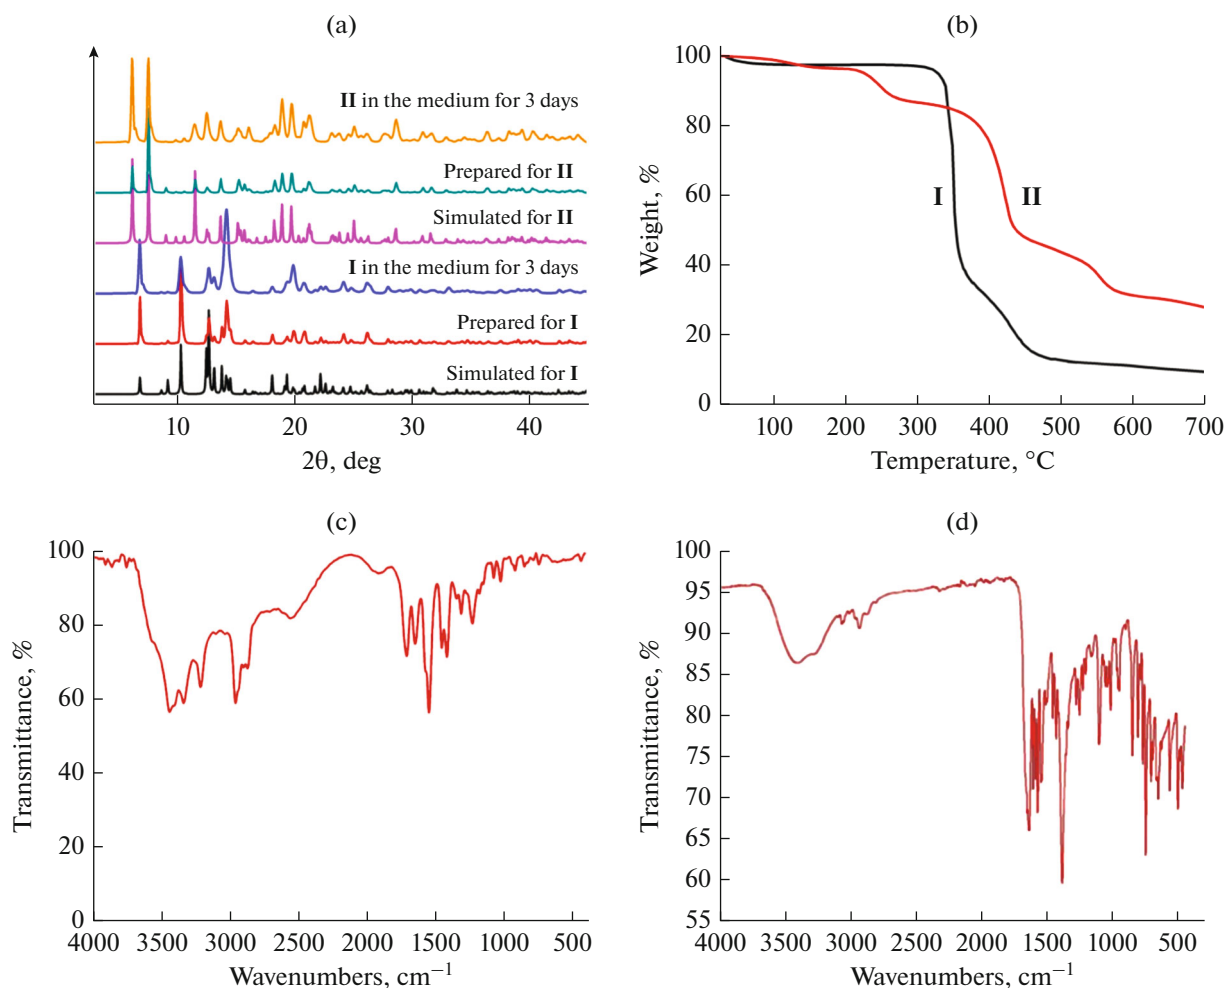 (a)
II in the medium for 3 days
Prepared for II
Simulated for II
I in the medium for 3 days
Prepared for I
Simulated for I
10 20 30 40
2θ, deg
(b)
Weight, %
100
80
60
40
20
0
I II
100 200 300 400 500 600 700
Temperature, °C
(c)
Transmittance, %
100
80
60
40
20
0
4000 3500 3000 2500 2000 1500 1000 500
Wavenumbers, cm−1
(d)
Transmittance, %
100
95
90
85
80
75
70
65
60
55
4000 3500 3000 2500 2000 1500 1000 500
Wavenumbers, cm−1